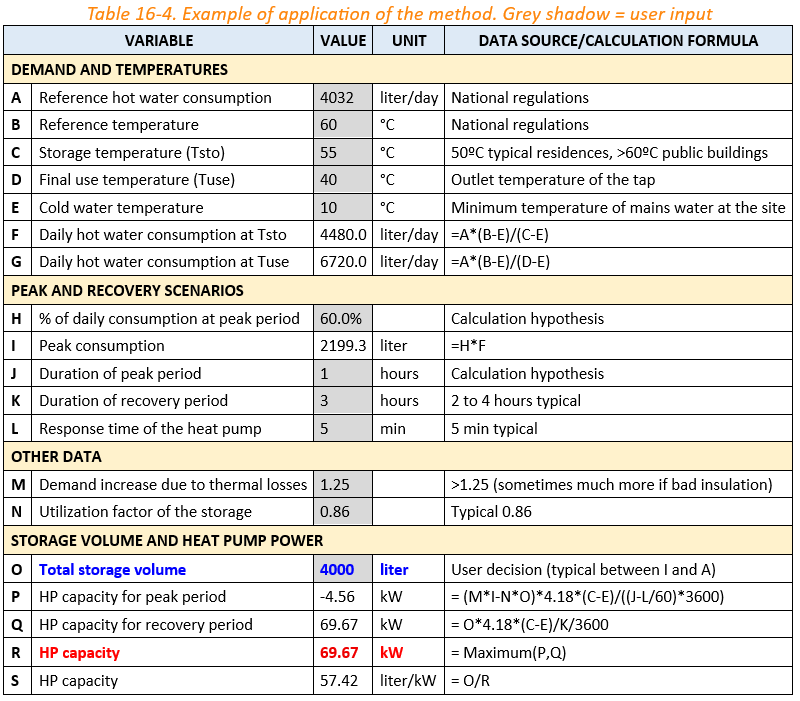 Table 16-4. Example of application of the method. Grey shadow = user input
VARIABLE VALUE UNIT DATA SOURCE/CALCULATION FORMULA
DEMAND AND TEMPERATURES
A Reference hot water consumption 4032 liter/day National regulations
B Reference temperature 60 °C National regulations
C Storage temperature (Tsto) 55 °C 50ºC typical residences, >60ºC public buildings
D Final use temperature (Tuse) 40 °C Outlet temperature of the tap
E Cold water temperature 10 °C Minimum temperature of mains water at the site
F Daily hot water consumption at Tsto 4480.0 liter/day =A*(B-E)/(C-E)
G Daily hot water consumption at Tuse 6720.0 liter/day =A*(B-E)/(D-E)
PEAK AND RECOVERY SCENARIOS
H % of daily consumption at peak period 60.0% Calculation hypothesis
I Peak consumption 2199.3 liter =H*F
J Duration of peak period 1 hours Calculation hypothesis
K Duration of recovery period 3 hours 2 to 4 hours typical
L Response time of the heat pump 5 min 5 min typical
OTHER DATA
M Demand increase due to thermal losses 1.25 >1.25 (sometimes much more if bad insulation)
N Utilization factor of the storage 0.86 Typical 0.86
STORAGE VOLUME AND HEAT PUMP POWER
O Total storage volume 4000 liter User decision (typical between I and A)
P HP capacity for peak period -4.56 kW = (M*I-N*O)*4.18*(C-E)/((J-L/60)*3600)
Q HP capacity for recovery period 69.67 kW = O*4.18*(C-E)/K/3600
R HP capacity 69.67 kW = Maximum(P,Q)
S HP capacity 57.42 liter/kW = O/R